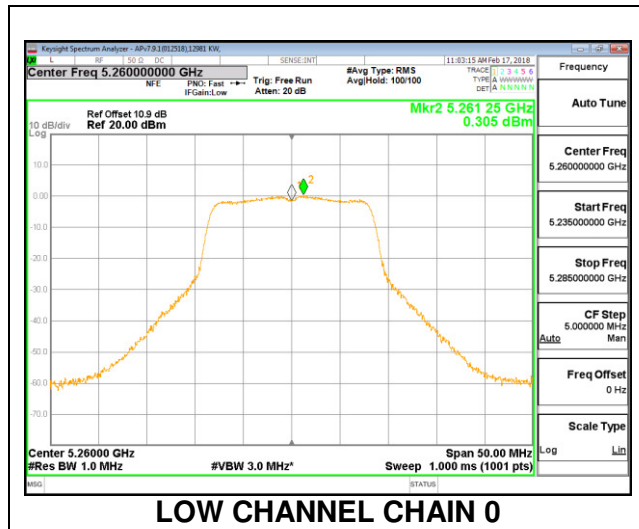 Keysight Spectrum Analyzer - APv7.9.1(012518),12981 KW,
L RF 50 Ω DC SENSE:INT 11:03:15 AM Feb 17, 2018
Center Freq 5.260000000 GHz #Avg Type: RMS TRACE 1 2 3 4 5 6 Frequency
NFE PNO: Fast Trig: Free Run Avg|Hold: 100/100 TYPE A WWWWW
IFGain:Low Atten: 20 dB DET A NNNNN
Auto Tune
Mkr2 5.261 25 GHz
Ref Offset 10.9 dB
10 dB/div Ref 20.00 dBm 0.305 dBm
Log
10.0
0.00
-10.0
-20.0
-30.0
-40.0
-50.0
-60.0
-70.0
2
Center Freq
5.260000000 GHz
Start Freq
5.235000000 GHz
Stop Freq
5.285000000 GHz
CF Step
5.000000 MHz
Auto Man
Freq Offset
0 Hz
Scale Type
Log Lin
Center 5.26000 GHz Span 50.00 MHz
#Res BW 1.0 MHz #VBW 3.0 MHz* Sweep 1.000 ms (1001 pts)
MSG STATUS
LOW CHANNEL CHAIN 0